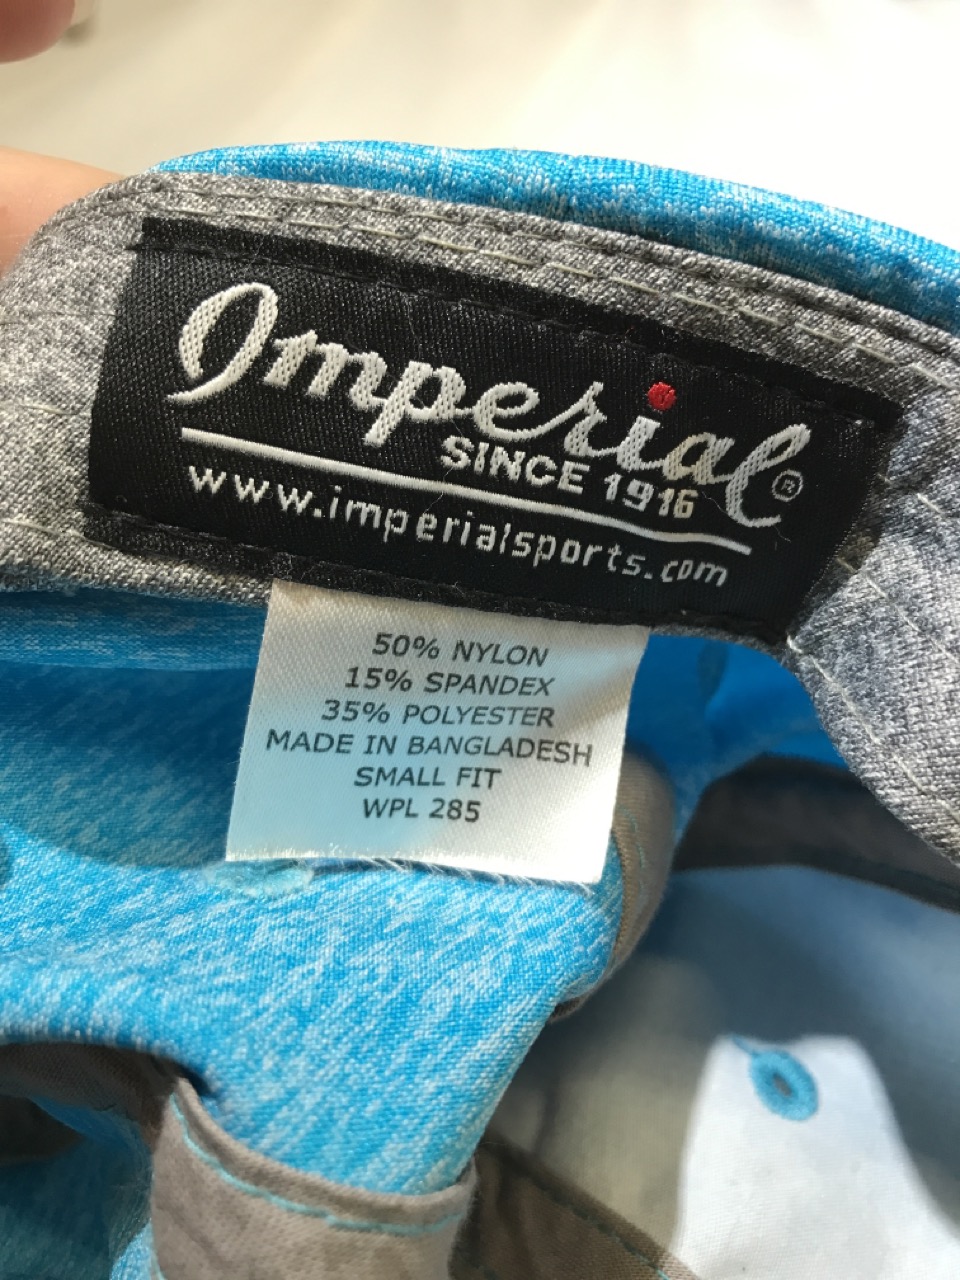 Imperial®
SINCE 1916
www.imperialsports.com
50% NYLON
15% SPANDEX
35% POLYESTER
MADE IN BANGLADESH
SMALL FIT
WPL 285